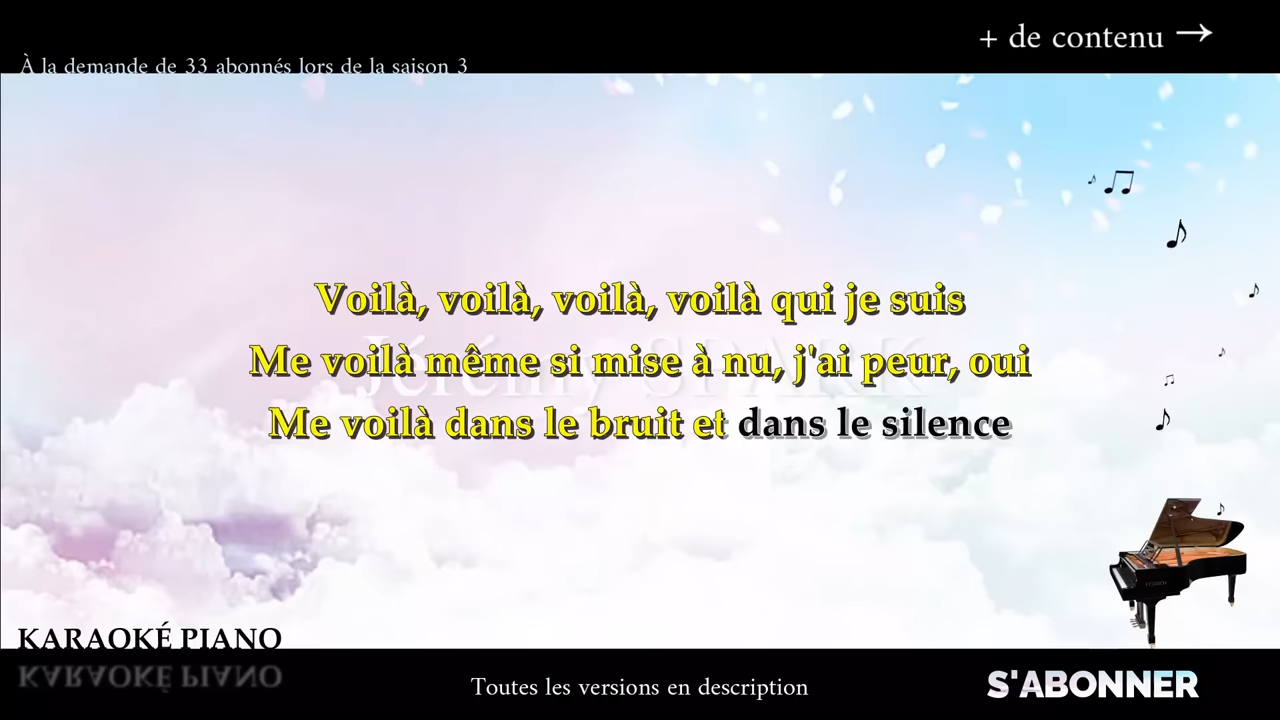 + de contenu →
À la demande de 33 abonnés lors de la saison 3
Voilà, voilà, voilà, voilà qui je suis
Me voilà même si mise à nu, j'ai peur, oui
Me voilà dans le bruit et dans le silence
Jérémy SPARK
KARAOKÉ PIANO
Toutes les versions en description
S'ABONNER